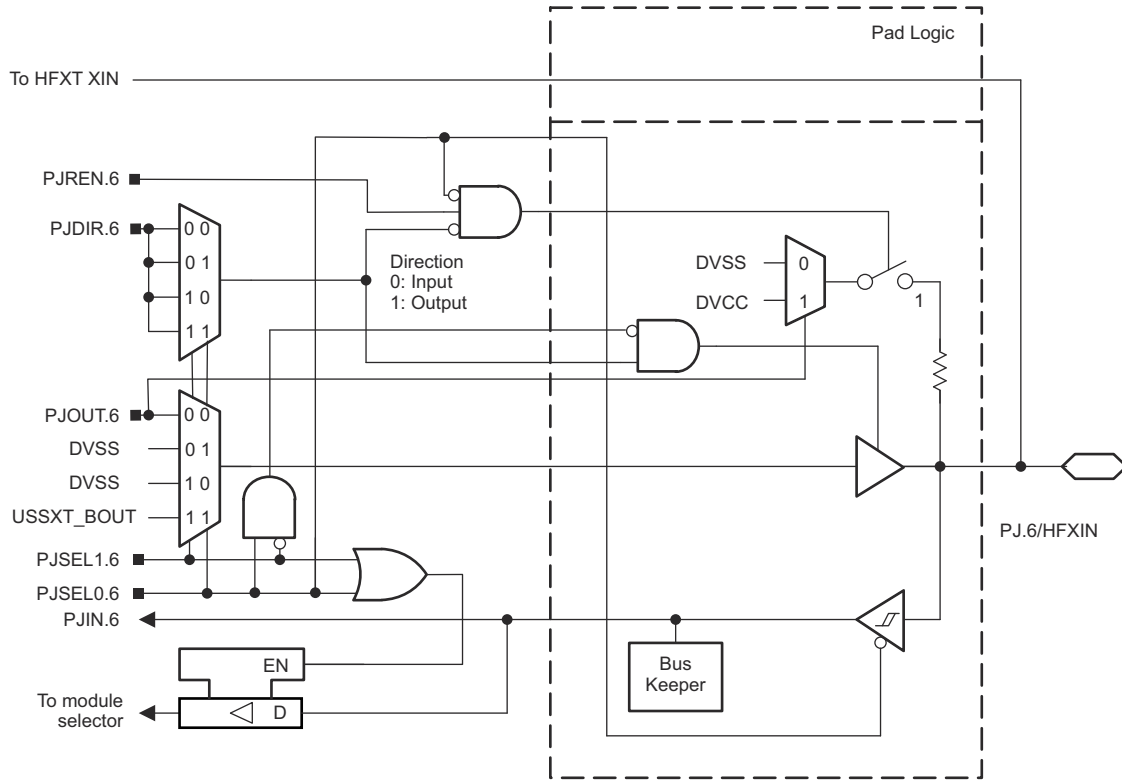 Pad Logic
To HFXT XIN
PJREN.6
PJDIR.6
0 0
0 1
1 0
1 1
Direction
0: Input
1: Output
DVSS
0
DVCC
1
1
PJOUT.6
0 0
DVSS
0 1
DVSS
1 0
USSXT_BOUT
1 1
PJ.6/HFXIN
PJSEL1.6
PJSEL0.6
PJIN.6
EN
Bus
Keeper
To module
selector
D